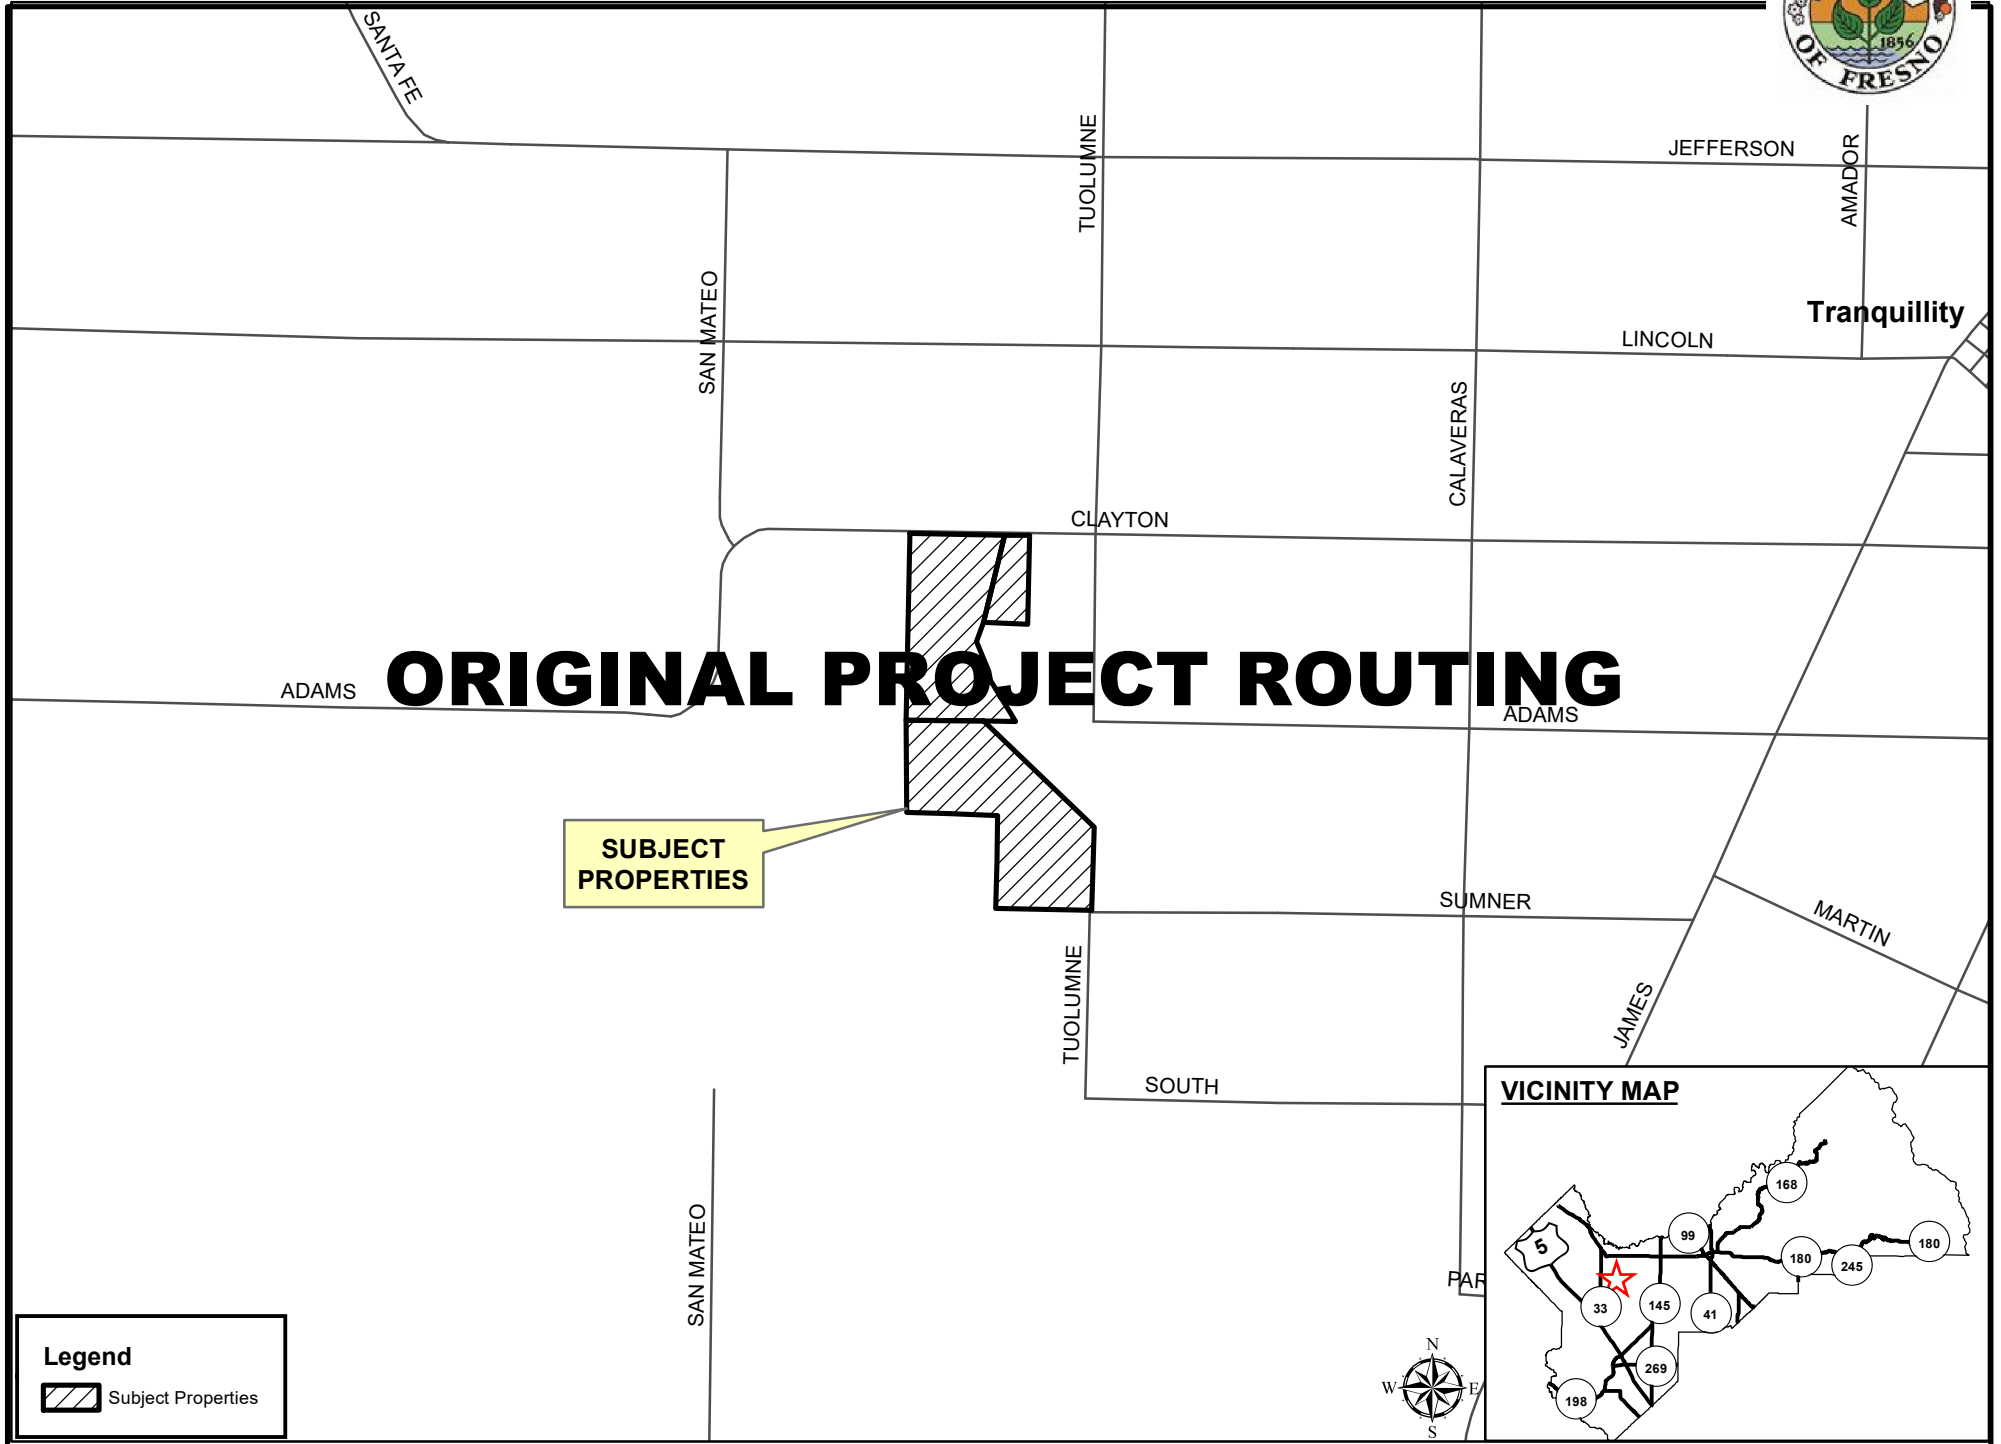 SANTA FE
1856
OF FRESNO
TUOLUMNE
JEFFERSON
AMADOR
SAN MATEO
Tranquillity
LINCOLN
CALAVERAS
CLAYTON
ADAMS
ORIGINAL PROJECT ROUTING
ADAMS
SUBJECT
PROPERTIES
SUMNER
MARTIN
TUOLUMNE
JAMES
SOUTH
VICINITY MAP
168
99
5
180
245
180
33
145
41
269
198
SAN MATEO
PAR
N
W
E
S
Legend
Subject Properties